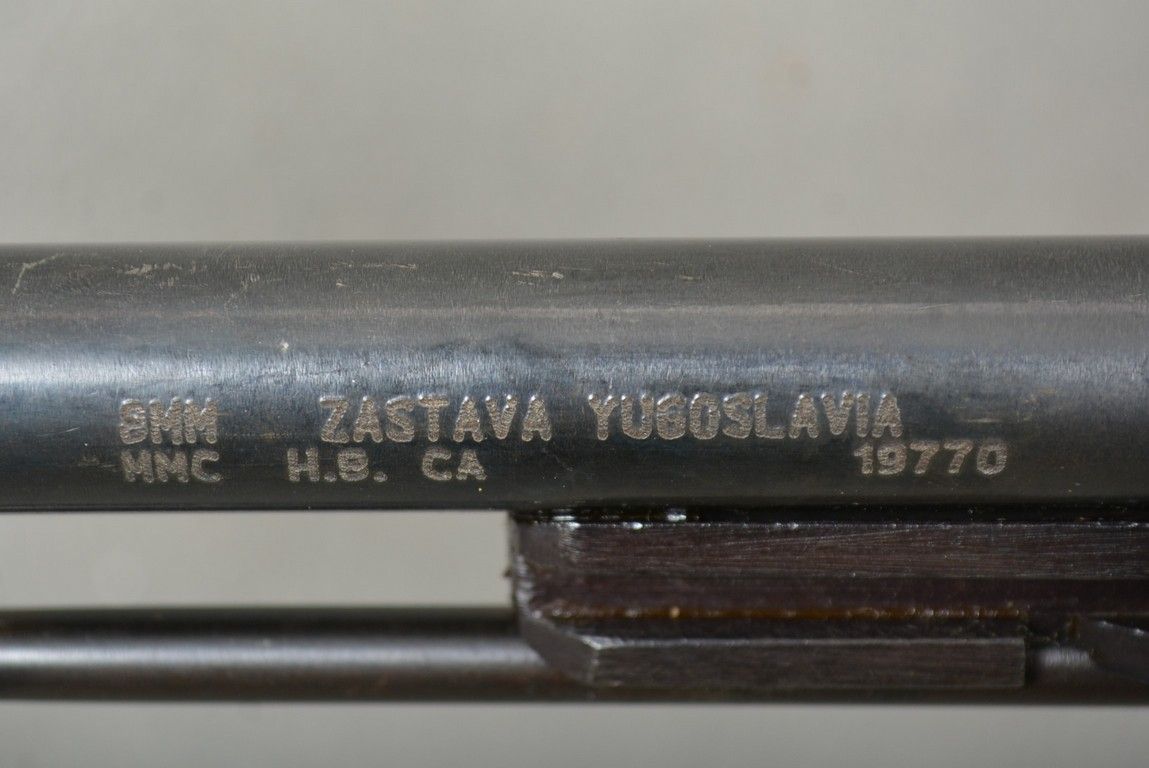 8MM ZASTAVA YUGOSLAVIA
MMC H.B. CA 19770